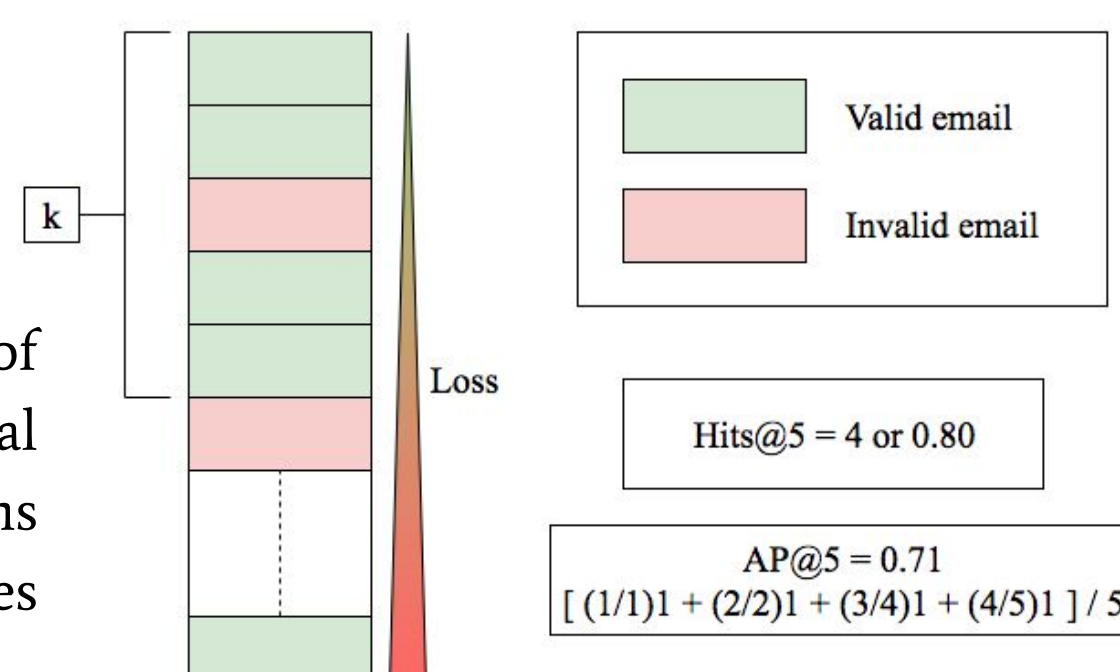 k
of
al
ns
es
Loss
Valid email
Invalid email
Hits@5 = 4 or 0.80
AP@5 = 0.71
[ (1/1)1 + (2/2)1 + (3/4)1 + (4/5)1 ] / 5